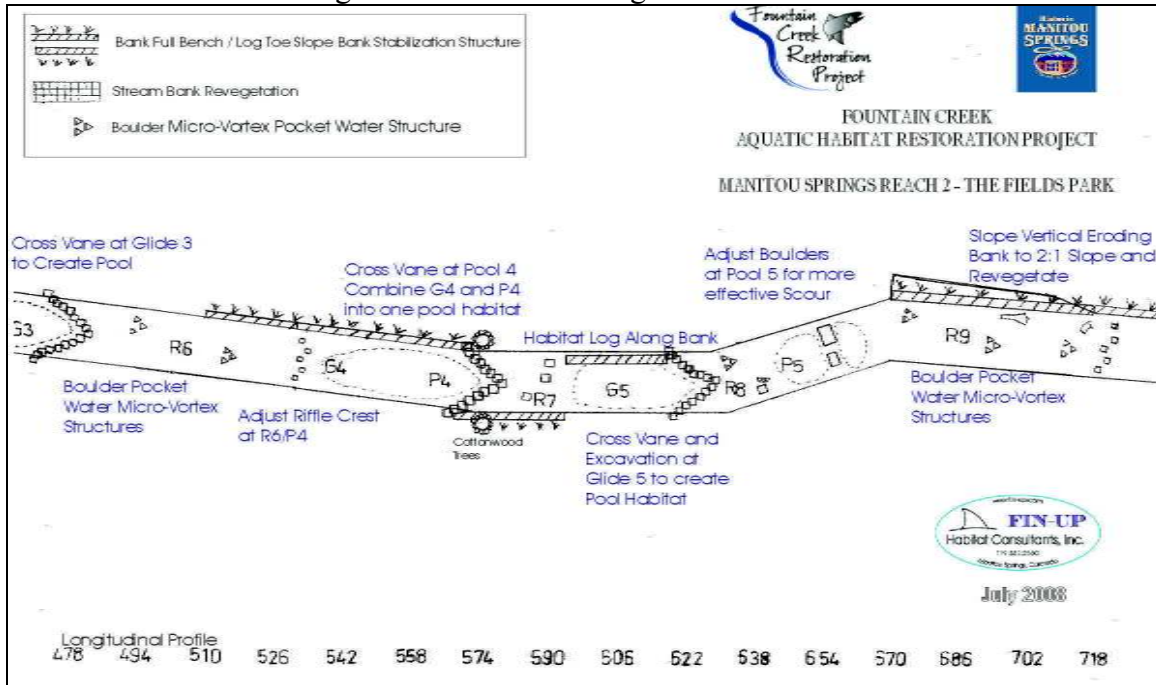 Bank Full Bench / Log Toe Slope Bank Stabilization Structure
Stream Bank Revegetation
Boulder Micro-Vortex Pocket Water Structure
Fountain
Creek
Restoration
Project
Historic
MANITOU
SPRINGS
FOUNTAIN CREEK
AQUATIC HABITAT RESTORATION PROJECT
MANITOU SPRINGS REACH 2 - THE FIELDS PARK
Cross Vane at Glide 3
to Create Pool
Cross Vane at Pool 4
Combine G4 and P4
into one pool habitat
Adjust Boulders
at Pool 5 for more
effective Scour
Slope Vertical Eroding
Bank to 2:1 Slope and
Revegetate
Habitat Log Along Bank
G3
R6
G4
P4
R7
G5
R8
P5
R9
Boulder Pocket
Water Micro-Vortex
Structures
Adjust Riffle Crest
at R6/P4
Cottonwood
Trees
Cross Vane and
Excavation at
Glide 5 to create
Pool Habitat
Boulder Pocket
Water Micro-Vortex
Structures
FIN-UP
Habitat Consultants, Inc.
Manitou Springs, Colorado
July 2008
Longitudinal Profile
478 494 510 526 542 558 574 590 606 622 538 654 670 686 702 718